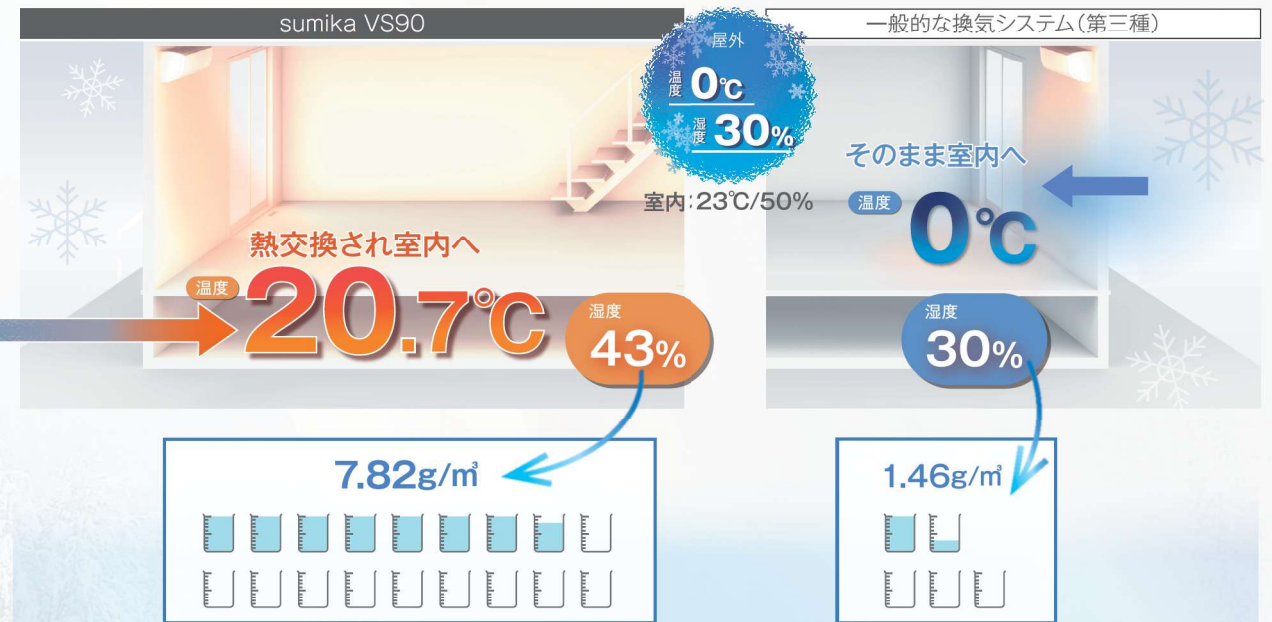 sumika VS90
一般的な換気システム(第三種)
屋外
温度 0℃
湿度 30%
室内:23℃/50%
熱交換され室内へ
温度 20.7℃
湿度
43%
そのまま室内へ
温度 0℃
湿度
30%
7.82g/㎥
1.46g/㎥